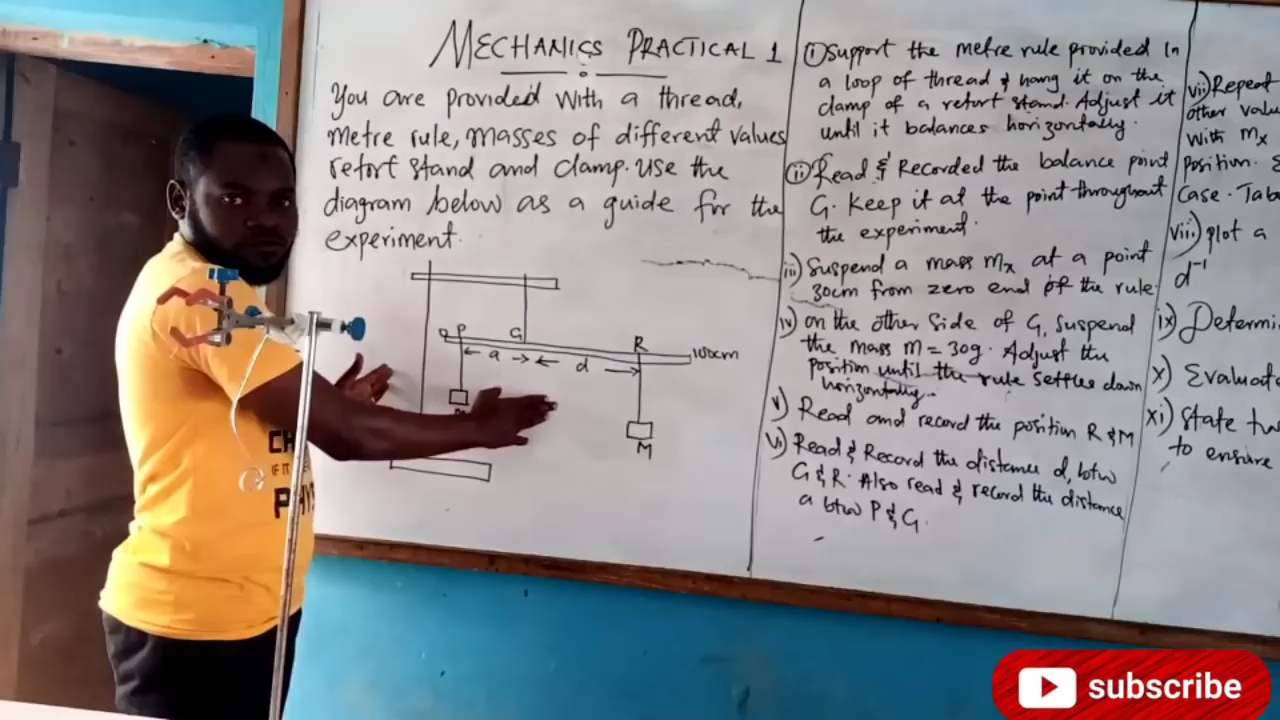 MECHANICS PRACTICAL 1
You are provided with a thread,
metre rule, masses of different values
retort stand and clamp. Use the
diagram below as a guide for the
experiment.
O P G R 100cm
a d
M
i) Support the metre rule provided in
a loop of thread & hang it on the
clamp of a retort stand. Adjust it
until it balances horizontally.
ii) Read & Recorded the balance point
G. Keep it at the point throughout
the experiment.
iii) Suspend a mass Mx at a point
30cm from zero end of the rule.
iv) on the other side of G, suspend
the mass m = 30g. Adjust the
position until the rule settles down
horizontally.
v) Read and record the position R & M
vi) Read & Record the distance d, btw
G & R. Also read & record the distance
a btw P & G.
vii) Repeat
other valu
with Mx
position. E
case. Tab
viii) plot a
d⁻¹
ix) Determi
x) Evaluat
xi) State tw
to ensure
CH
IF IT
PHY
subscribe